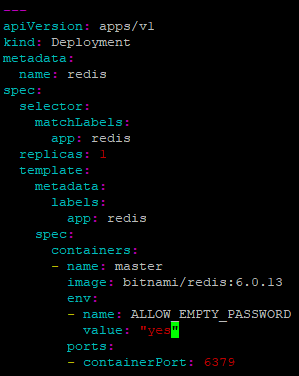 ---
apiVersion: apps/v1
kind: Deployment
metadata:
  name: redis
spec:
  selector:
    matchLabels:
      app: redis
  replicas: 1
  template:
    metadata:
      labels:
        app: redis
    spec:
      containers:
      - name: master
        image: bitnami/redis:6.0.13
        env:
        - name: ALLOW_EMPTY_PASSWORD
          value: "yes"
        ports:
        - containerPort: 6379